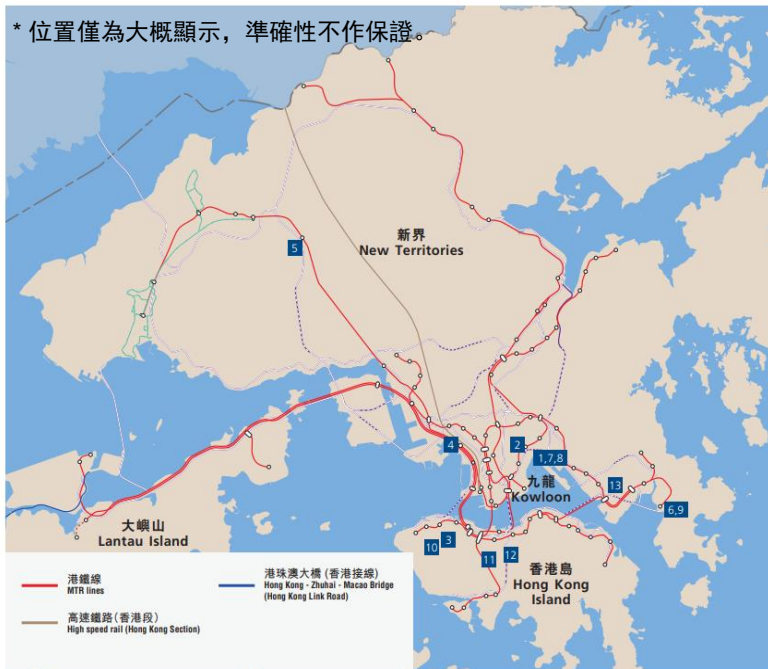 * 位置僅為大概顯示，準確性不作保證
新界
New Territories
5
4
2
1,7,8
九龍
Kowloon
13
6,9
大嶼山
Lantau Island
10
3
11
12
香港島
Hong Kong
Island
港鐵線
MTR lines
高速鐵路(香港段)
High speed rail (Hong Kong Section)
港珠澳大橋 (香港接線)
Hong Kong - Zhuhai - Macao Bridge
(Hong Kong Link Road)